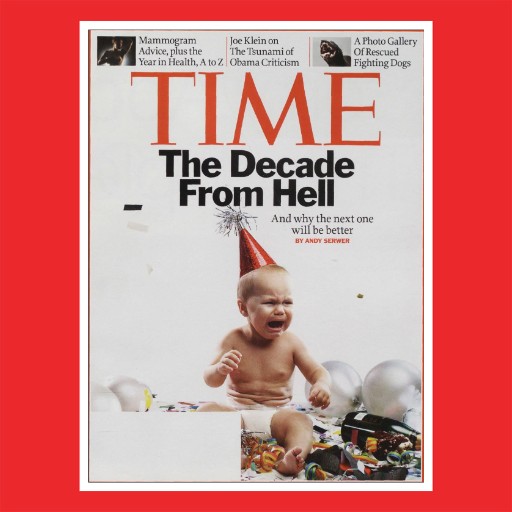 Mammogram
Advice, plus the
Year in Health, A to Z
Joe Klein on
The Tsunami of
Obama Criticism
A Photo Gallery
Of Rescued
Fighting Dogs
TIME
The Decade
From Hell
And why the next one
will be better
BY ANDY SERWER